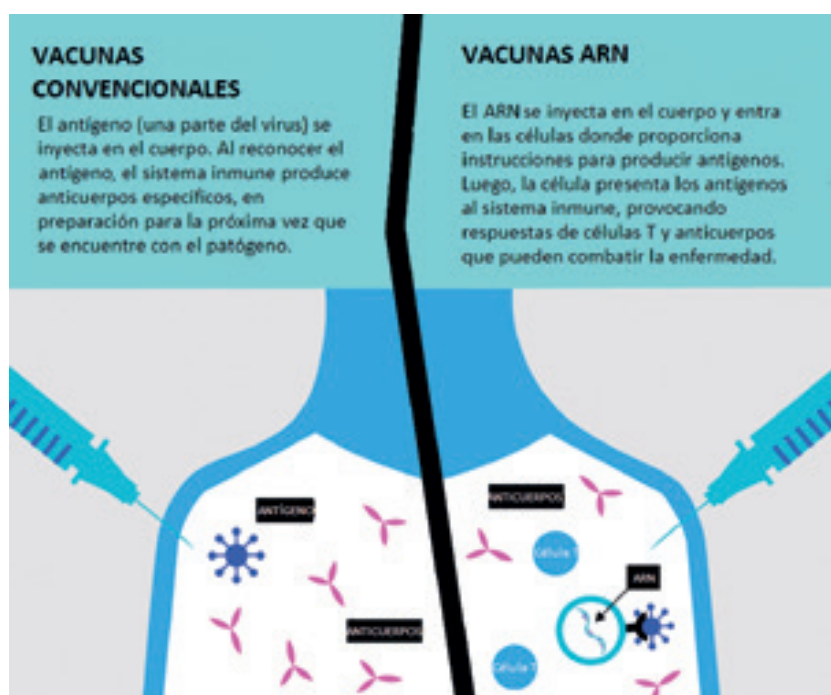 VACUNAS
CONVENCIONALES
El antígeno (una parte del virus) se
inyecta en el cuerpo. Al reconocer el
antígeno, el sistema inmune produce
anticuerpos específicos, en
preparación para la próxima vez que
se encuentre con el patógeno.
VACUNAS ARN
El ARN se inyecta en el cuerpo y entra
en las células donde proporciona
instrucciones para producir antígenos.
Luego, la célula presenta los antígenos
al sistema inmune, provocando
respuestas de células T y anticuerpos
que pueden combatir la enfermedad.
ANTÍGENO
ANTICUERPOS
ANTICUERPOS
Célula T
ARN
Célula T